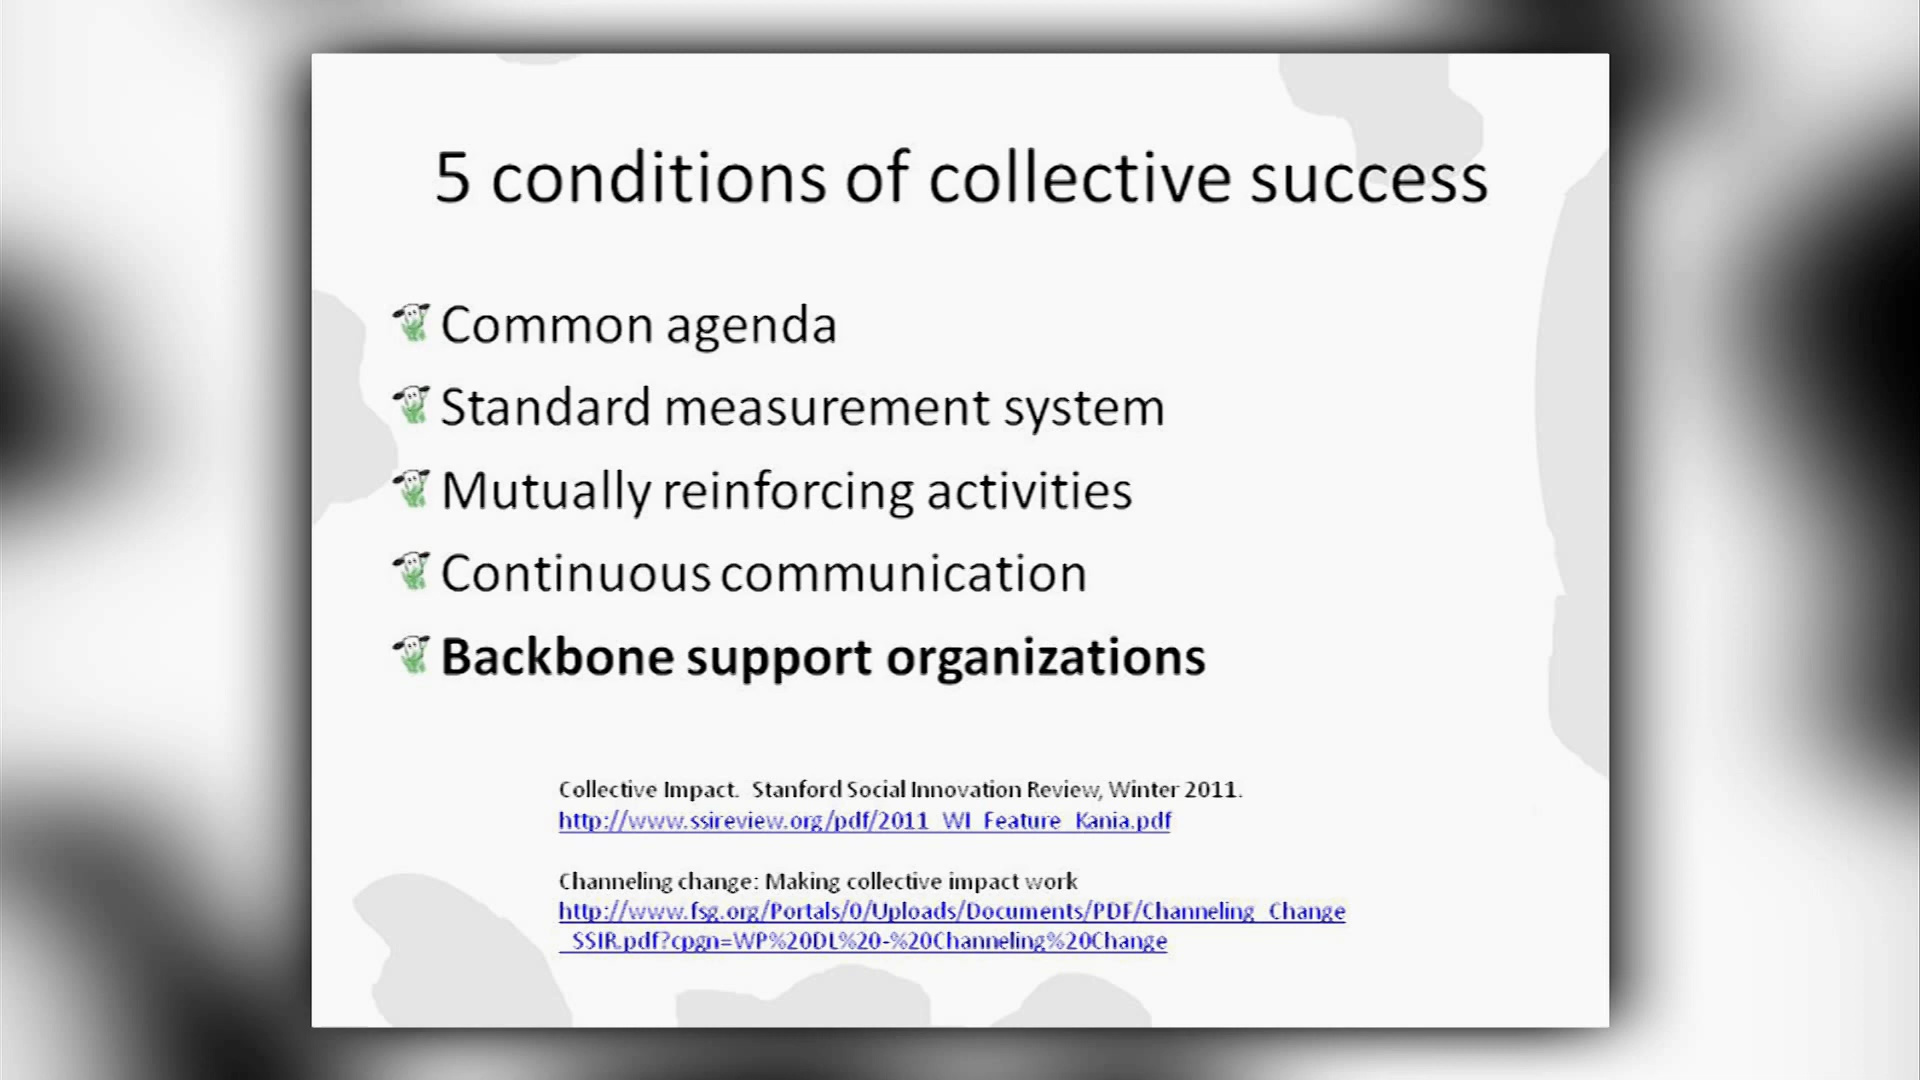 5 conditions of collective success
Common agenda
Standard measurement system
Mutually reinforcing activities
Continuous communication
Backbone support organizations
Collective Impact.  Stanford Social Innovation Review, Winter 2011.
http://www.ssireview.org/pdf/2011_WI_Feature_Kania.pdf
Channeling change: Making collective impact work
http://www.fsg.org/Portals/0/Uploads/Documents/PDF/Channeling_Change
_SSIR.pdf?cpgn=WP%20DL%20-%20Channeling%20Change